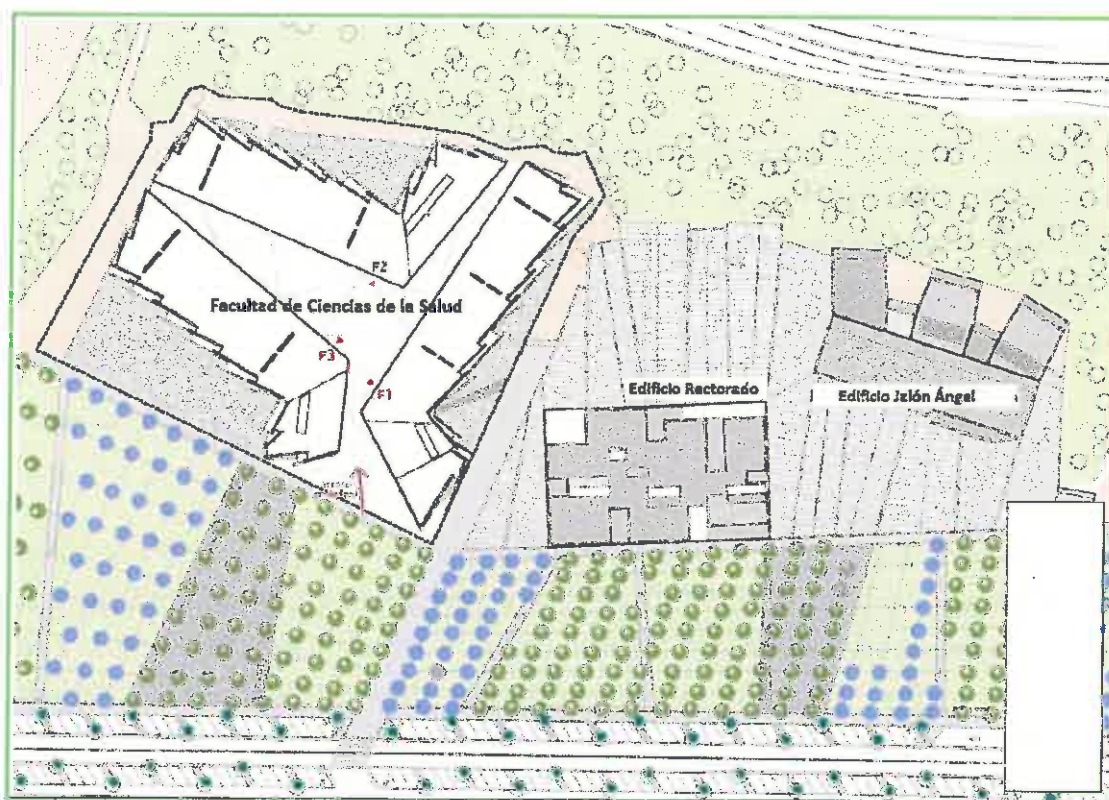 F2
Facultad de Ciencias de la Salud
F3
F1
Edificio Rectorado
Edificio Jalón Ángel